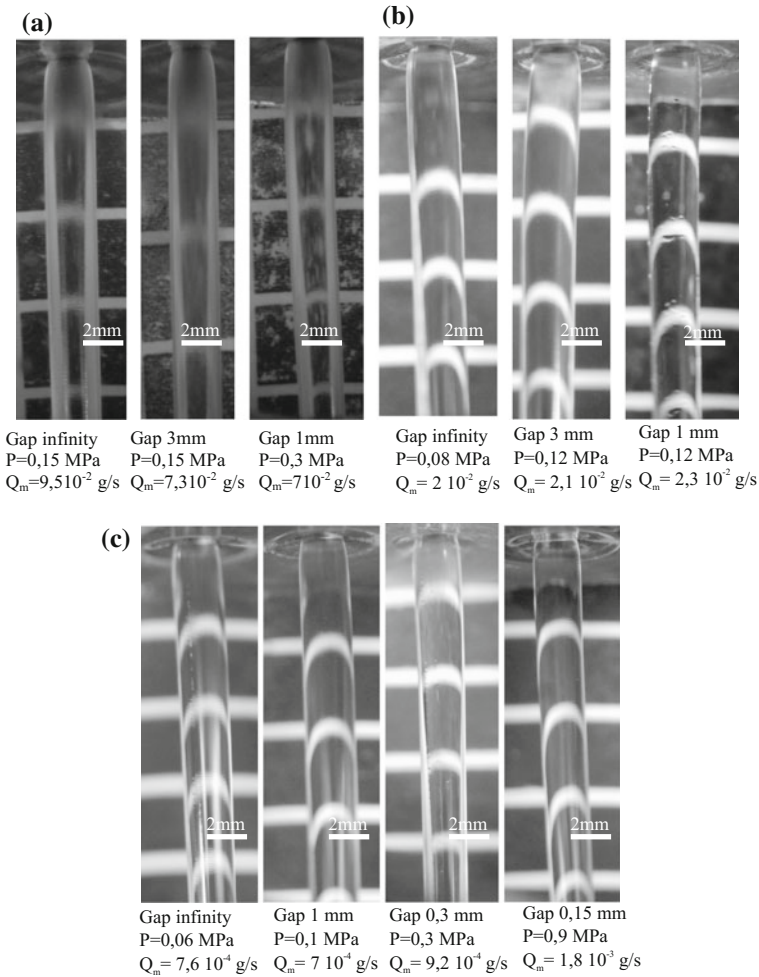 (a)
2mm
2mm
2mm
Gap infinity
P=0,15 MPa
Qm=9,510-2 g/s
Gap 3mm
P=0,15 MPa
Qm=7,310-2 g/s
Gap 1mm
P=0,3 MPa
Qm=710-2 g/s
(b)
2mm
2mm
2mm
Gap infinity
P=0,08 MPa
Qm= 2 10-2 g/s
Gap 3 mm
P=0,12 MPa
Qm= 2,1 10-2 g/s
Gap 1 mm
P=0,12 MPa
Qm= 2,3 10-2 g/s
(c)
2mm
2mm
2mm
2mm
Gap infinity
P=0,06 MPa
Qm= 7,6 10-4 g/s
Gap 1 mm
P=0,1 MPa
Qm= 7 10-4 g/s
Gap 0,3 mm
P=0,3 MPa
Qm= 9,2 10-4 g/s
Gap 0,15 mm
P=0,9 MPa
Qm= 1,8 10-3 g/s